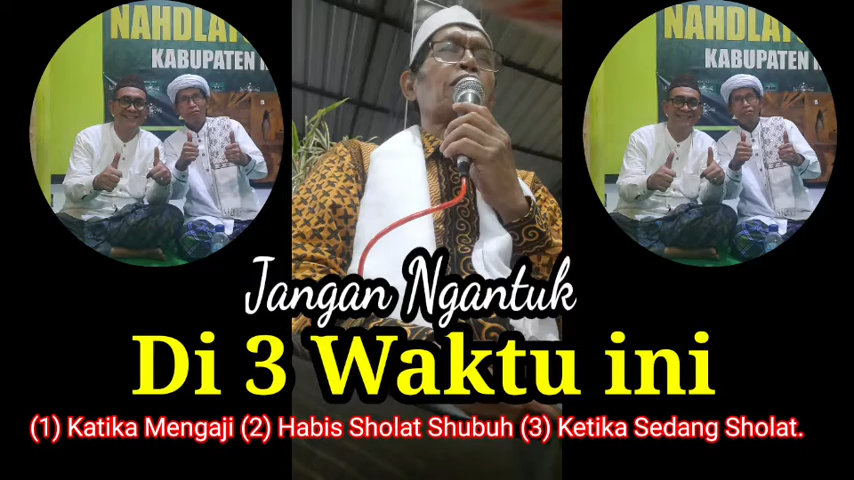 NAHDLAT
KABUPATEN
NAHDLAT
KABUPATEN
Jangan Ngantuk
Di 3 Waktu ini
(1) Katika Mengaji (2) Habis Sholat Shubuh (3) Ketika Sedang Sholat.